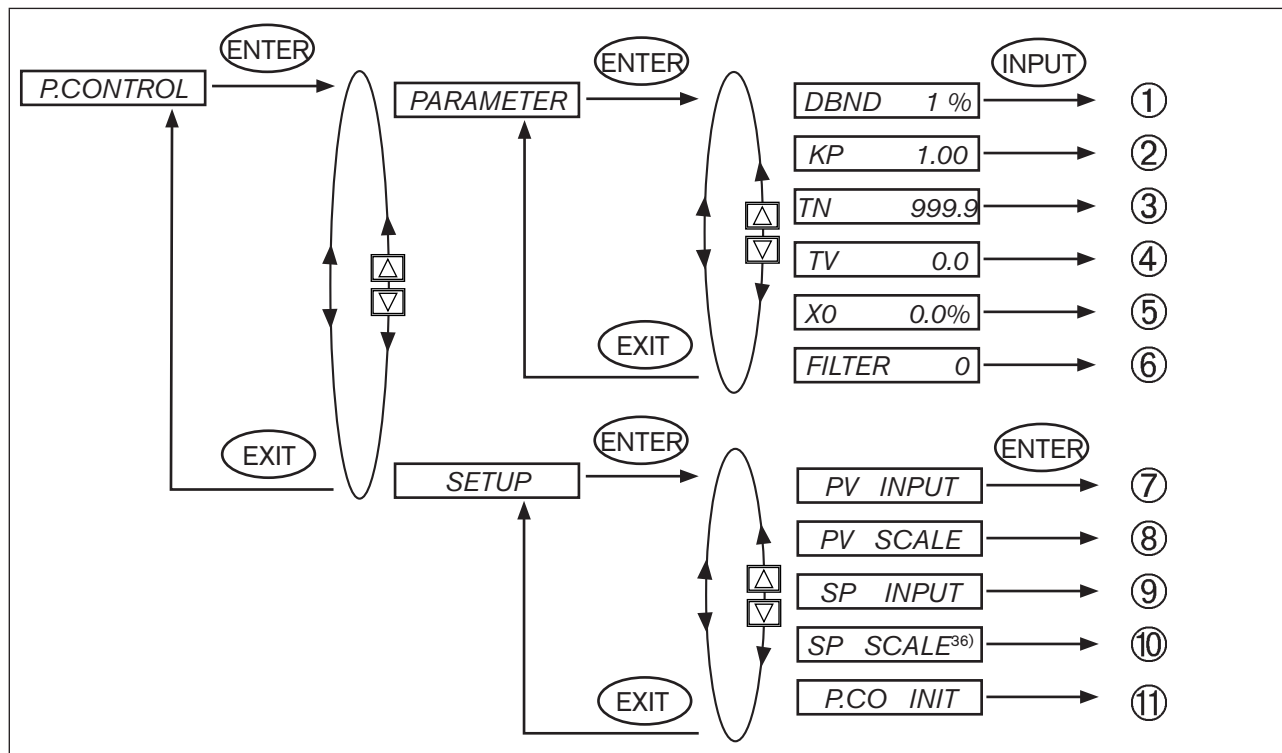 P.CONTROL
ENTER
EXIT
PARAMETER
ENTER
EXIT
INPUT
DBND 1 % ①
KP 1.00 ②
TN 999.9 ③
TV 0.0 ④
X0 0.0% ⑤
FILTER 0 ⑥
SETUP
ENTER
EXIT
ENTER
PV INPUT ⑦
PV SCALE ⑧
SP INPUT ⑨
SP SCALE36) ⑩
P.CO INIT ⑪